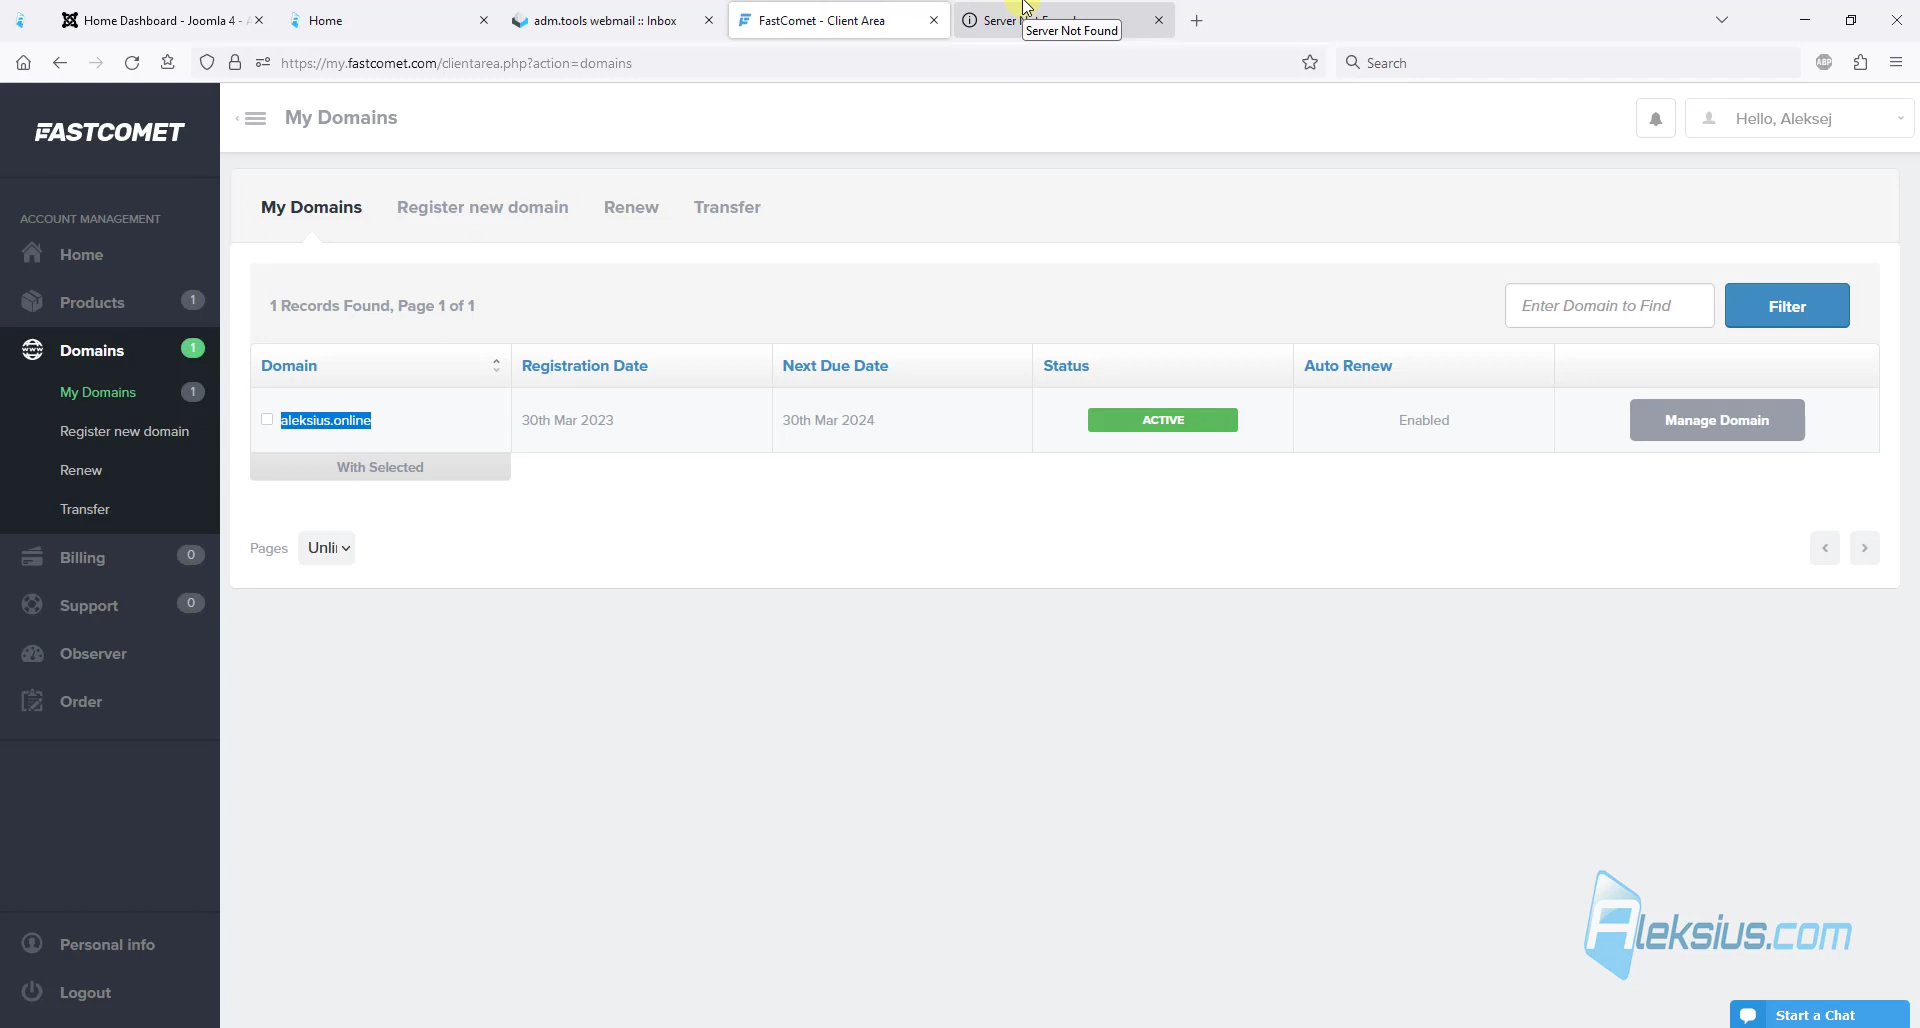 Home Dashboard - Joomla 4 - A
Home
adm.tools webmail :: Inbox
FastComet - Client Area
Server
Server Not Found
https://my.fastcomet.com/clientarea.php?action=domains
Search
ABP
FASTCOMET
My Domains
Hello, Aleksej
ACCOUNT MANAGEMENT
Home
Products 1
Domains 1
My Domains 1
Register new domain
Renew
Transfer
Billing 0
Support 0
Observer
Order
Personal info
Logout
My Domains Register new domain Renew Transfer
1 Records Found, Page 1 of 1
Enter Domain to Find
Filter
Domain Registration Date Next Due Date Status Auto Renew
aleksius.online 30th Mar 2023 30th Mar 2024 ACTIVE Enabled Manage Domain
With Selected
Pages Unli
Aleksius.com
Start a Chat